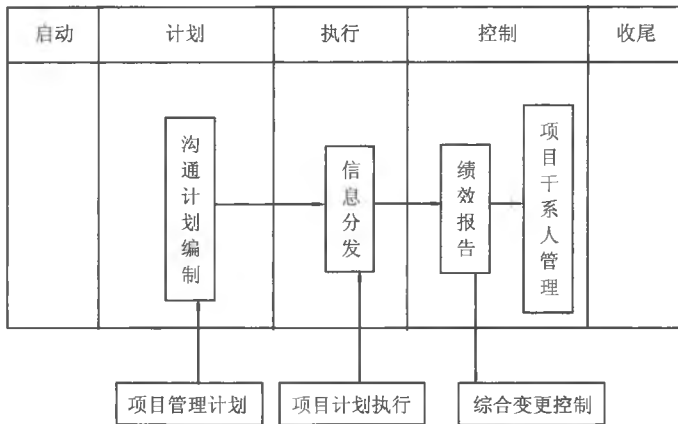 启动 计划 执行 控制 收尾
沟通计划编制
信息分发
绩效报告
项目干系人管理
项目管理计划 项目计划执行 综合变更控制